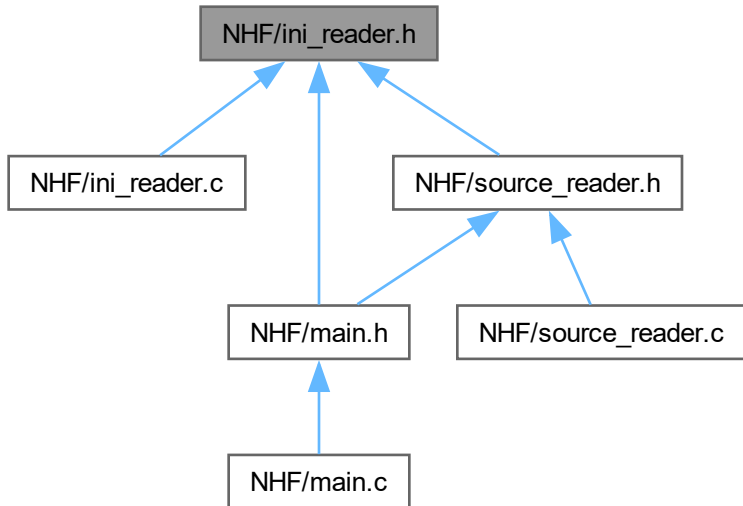 NHF/ini_reader.h
NHF/ini_reader.c
NHF/source_reader.h
NHF/main.h
NHF/source_reader.c
NHF/main.c